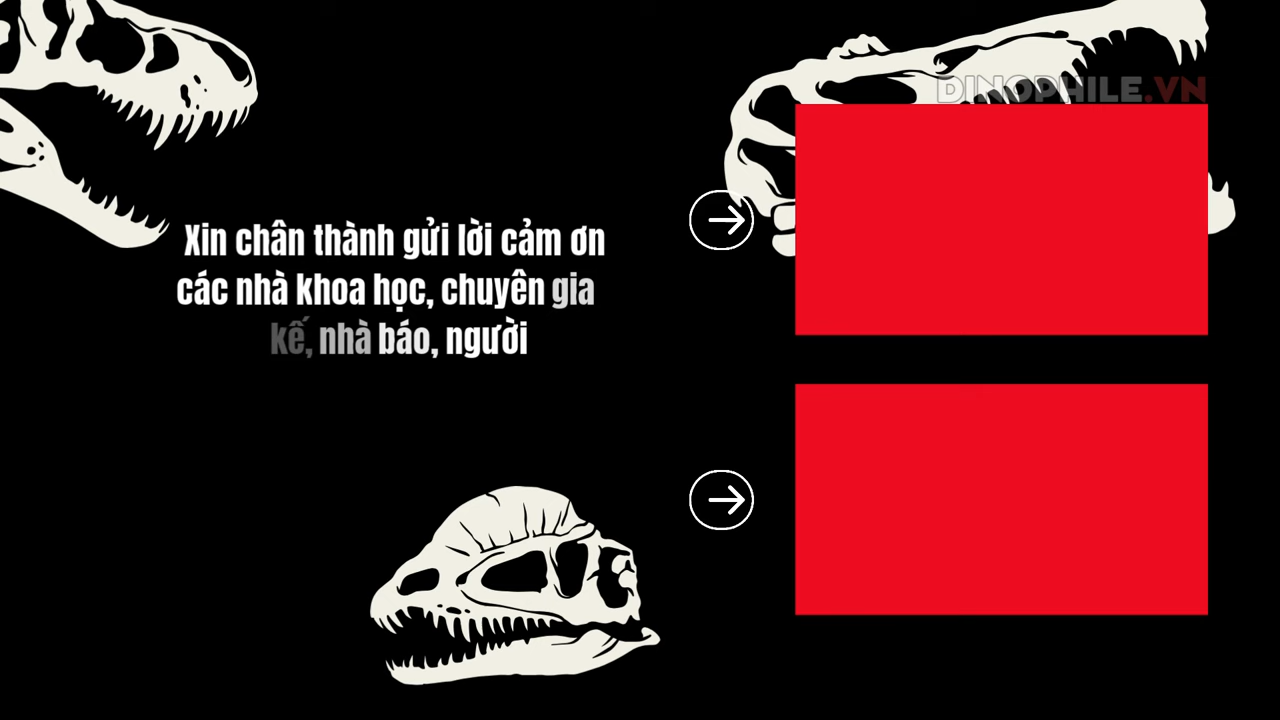 DINOPHILE.VN
Xin chân thành gửi lời cảm ơn
các nhà khoa học, chuyên gia
kế, nhà báo, người